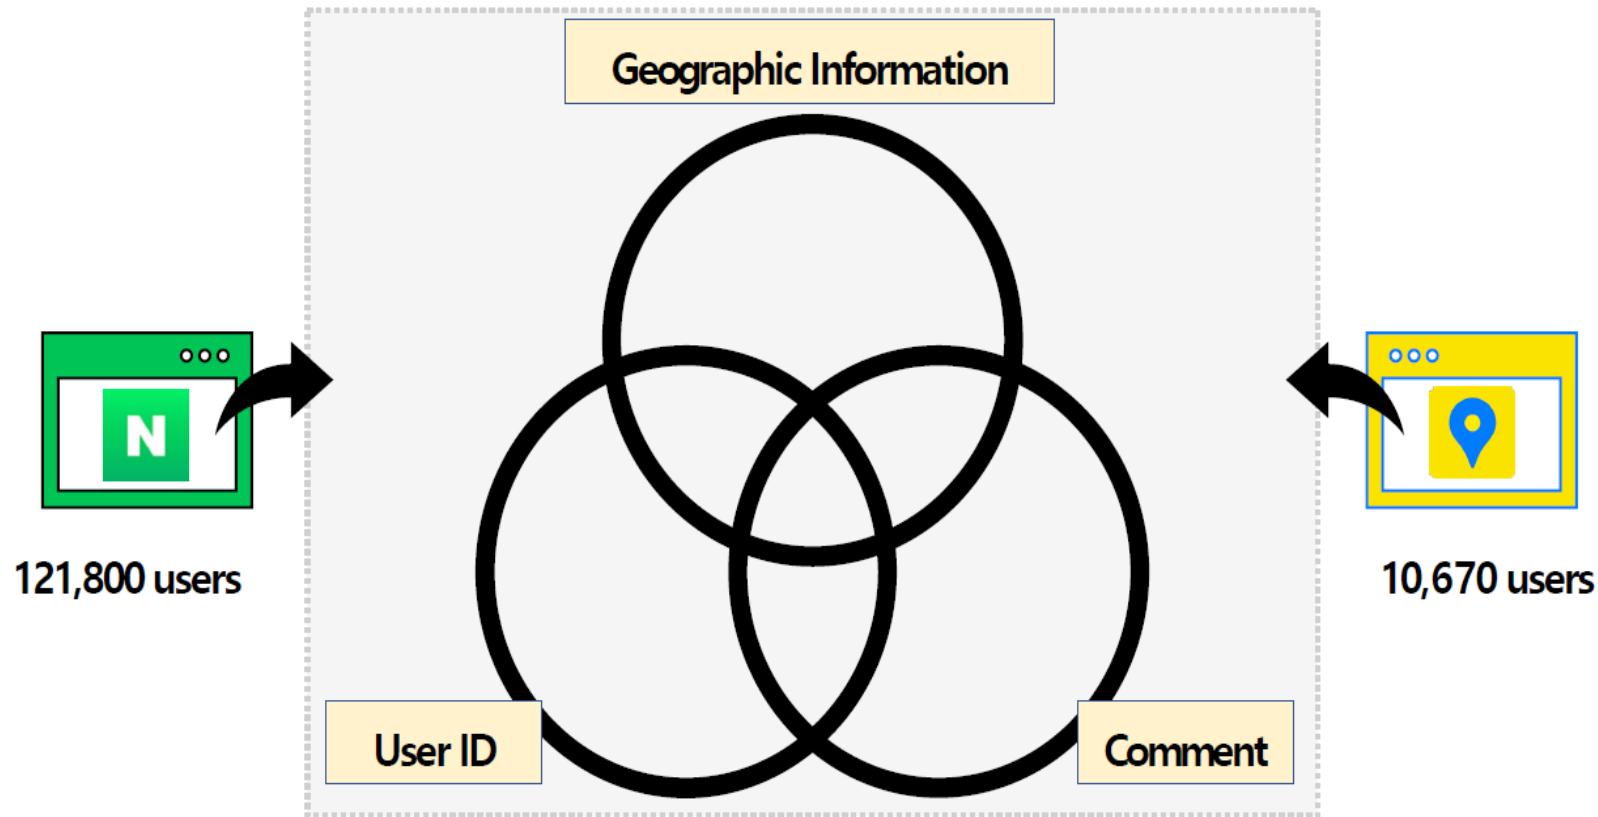 Geographic Information
N
121,800 users
10,670 users
User ID
Comment